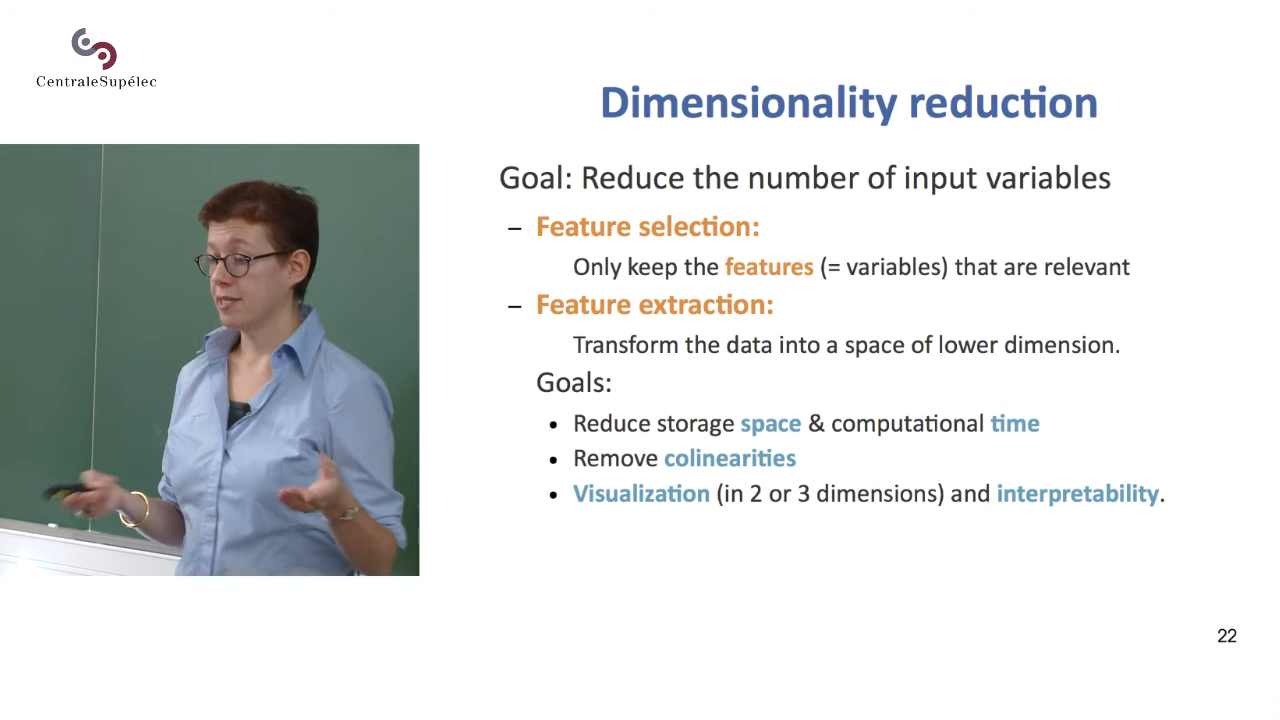 CentraleSupélec
Dimensionality reduction
Goal: Reduce the number of input variables
– Feature selection:
Only keep the features (= variables) that are relevant
– Feature extraction:
Transform the data into a space of lower dimension.
Goals:
• Reduce storage space & computational time
• Remove colinearities
• Visualization (in 2 or 3 dimensions) and interpretability.
22